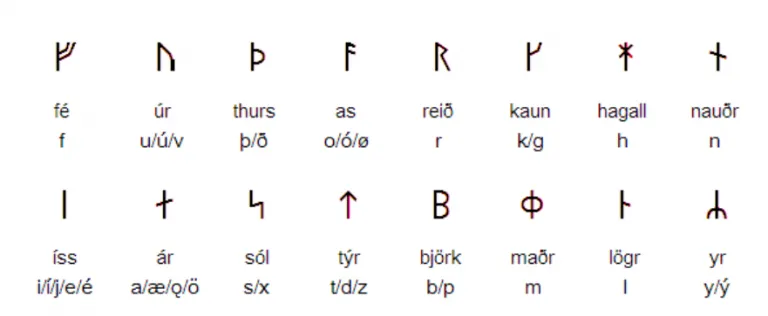 ᚠ ᚢ ᚦ ᚨ ᚱ ᚴ ᚼ ᚾ
fé úr thurs as reið kaun hagall nauðr
f u/ú/v þ/ð o/ó/ø r k/g h n
ᛁ ᛅ ᛋ ᛏ ᛒ ᛰ ᛚ ᛦ
íss ár sól týr björk maðr lögr yr
i/í/j/e/é a/æ/ǫ/ö s/x t/d/z b/p m l y/ý